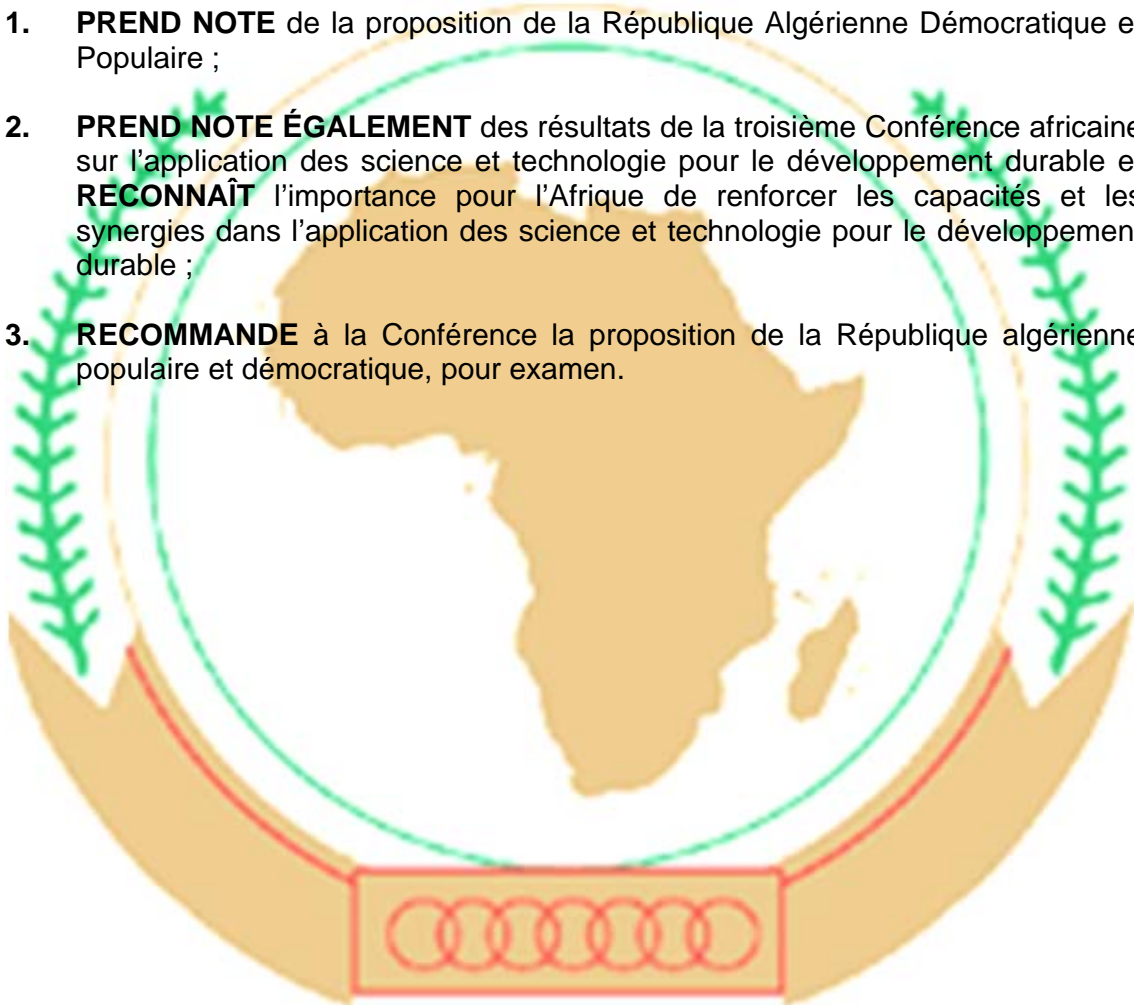 1. PREND NOTE de la proposition de la République Algérienne Démocratique e
Populaire ;
2. PREND NOTE ÉGALEMENT des résultats de la troisième Conférence africaine
sur l’application des science et technologie pour le développement durable e
RECONNAÎT l’importance pour l’Afrique de renforcer les capacités et les
synergies dans l’application des science et technologie pour le développemen
durable ;
3. RECOMMANDE à la Conférence la proposition de la République algérienne
populaire et démocratique, pour examen.